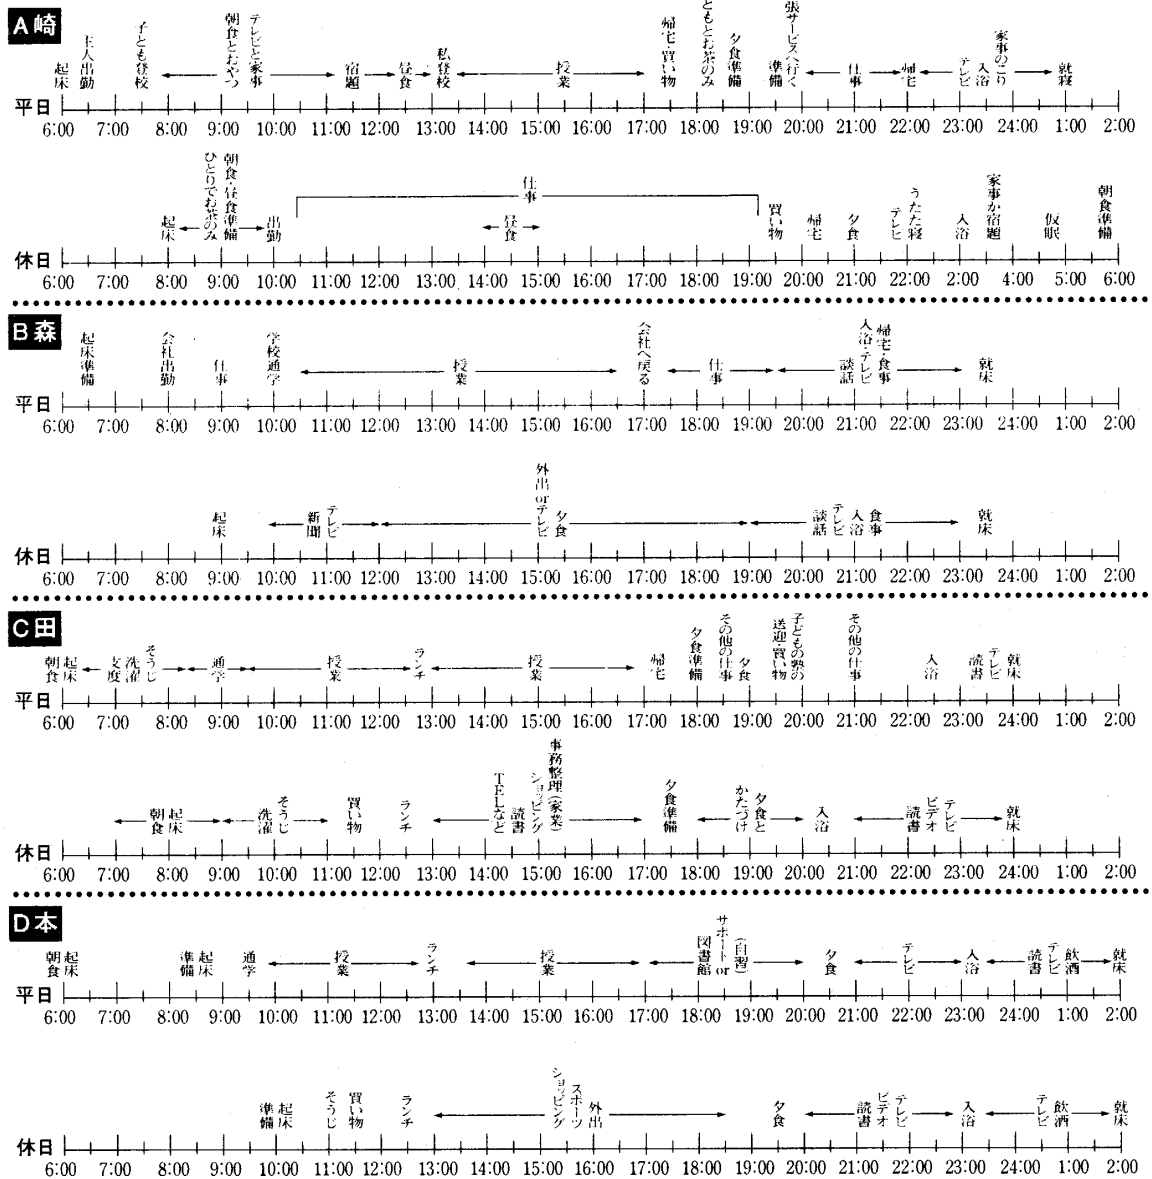 A崎
起床
主人出勤
子ども登校
朝食とおやつ
テレビと家事
宿題
昼食
私登校
授業
帰宅・買い物
ともとお茶のみ
夕食準備
準備
張サービスへ行く
仕事
帰宅
テレビ
入浴
家事のこり
就寝
平日
6:00 7:00 8:00 9:00 10:00 11:00 12:00 13:00 14:00 15:00 16:00 17:00 18:00 19:00 20:00 21:00 22:00 23:00 24:00 1:00 2:00
起床
ひとりでお茶のみ
朝食・昼食準備
出勤
仕事
昼食
買い物
帰宅
夕食
テレビ
うたた寝
入浴
家事か宿題
仮眠
朝食準備
休日
6:00 7:00 8:00 9:00 10:00 11:00 12:00 13:00 14:00 15:00 16:00 17:00 18:00 19:00 20:00 21:00 22:00 2:00 4:00 5:00 6:00
B森
起床準備
会社出勤
仕事
学校通学
授業
会社へ戻る
仕事
談話
入浴・テレビ
帰宅・食事
就床
平日
6:00 7:00 8:00 9:00 10:00 11:00 12:00 13:00 14:00 15:00 16:00 17:00 18:00 19:00 20:00 21:00 22:00 23:00 24:00 1:00 2:00
起床
新聞
テレビ
外出orテレビ
夕食
談話
テレビ
入浴
食事
就床
休日
6:00 7:00 8:00 9:00 10:00 11:00 12:00 13:00 14:00 15:00 16:00 17:00 18:00 19:00 20:00 21:00 22:00 23:00 24:00 1:00 2:00
C田
朝食
起床
支度
洗濯
そうじ
通学
授業
ランチ
授業
帰宅
夕食準備
その他の仕事
夕食
送迎・買い物
子どもの塾の
その他の仕事
入浴
読書
テレビ
就床
平日
6:00 7:00 8:00 9:00 10:00 11:00 12:00 13:00 14:00 15:00 16:00 17:00 18:00 19:00 20:00 21:00 22:00 23:00 24:00 1:00 2:00
朝食
起床
洗濯
そうじ
買い物
ランチ
TELなど
読書
ショッピング
事務整理(家業)
夕食準備
かたづけ
夕食と
入浴
読書
ビデオ
テレビ
就床
休日
6:00 7:00 8:00 9:00 10:00 11:00 12:00 13:00 14:00 15:00 16:00 17:00 18:00 19:00 20:00 21:00 22:00 23:00 24:00 1:00 2:00
D本
朝食
起床
準備
起床
通学
授業
ランチ
授業
図書館
サポートor
(自習)
夕食
テレビ
入浴
読書
テレビ
飲酒
就床
平日
6:00 7:00 8:00 9:00 10:00 11:00 12:00 13:00 14:00 15:00 16:00 17:00 18:00 19:00 20:00 21:00 22:00 23:00 24:00 1:00 2:00
準備
起床
そうじ
買い物
ランチ
ショッピング
スポーツ
外出
夕食
読書
ビデオ
テレビ
入浴
テレビ
飲酒
就床
休日
6:00 7:00 8:00 9:00 10:00 11:00 12:00 13:00 14:00 15:00 16:00 17:00 18:00 19:00 20:00 21:00 22:00 23:00 24:00 1:00 2:00